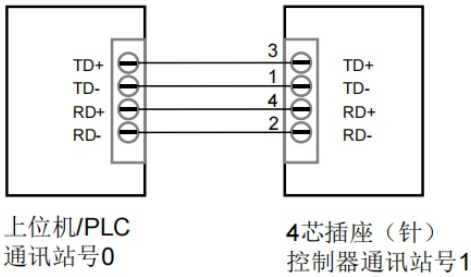 3
TD+ TD+
1
TD- TD-
4
RD+ RD+
2
RD- RD-
上位机/PLC
通讯站号0
4芯插座（针）
控制器通讯站号1